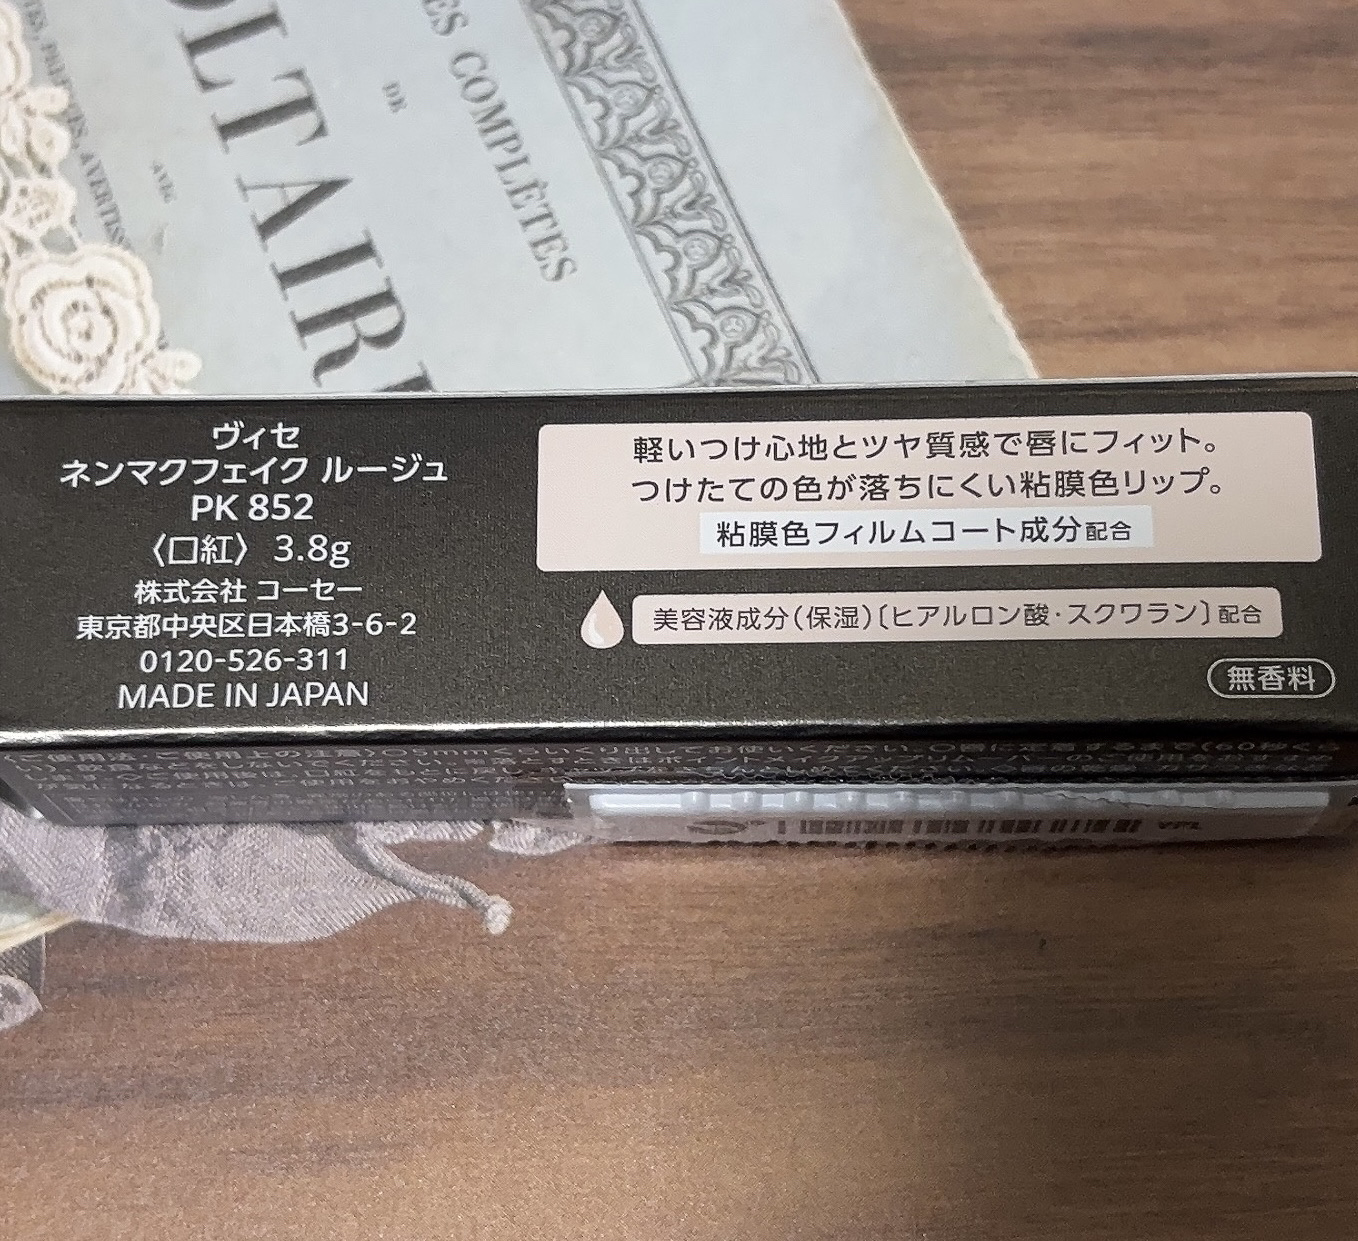 COMPLÈTES
DE
AVEC
ヴィセ
ネンマクフェイク ルージュ
PK 852
〈口紅〉 3.8g
株式会社 コーセー
東京都中央区日本橋3-6-2
0120-526-311
MADE IN JAPAN
軽いつけ心地とツヤ質感で唇にフィット。
つけたての色が落ちにくい粘膜色リップ。
粘膜色フィルムコート成分配合
美容液成分(保湿)〔ヒアルロン酸・スクワラン〕配合
無香料